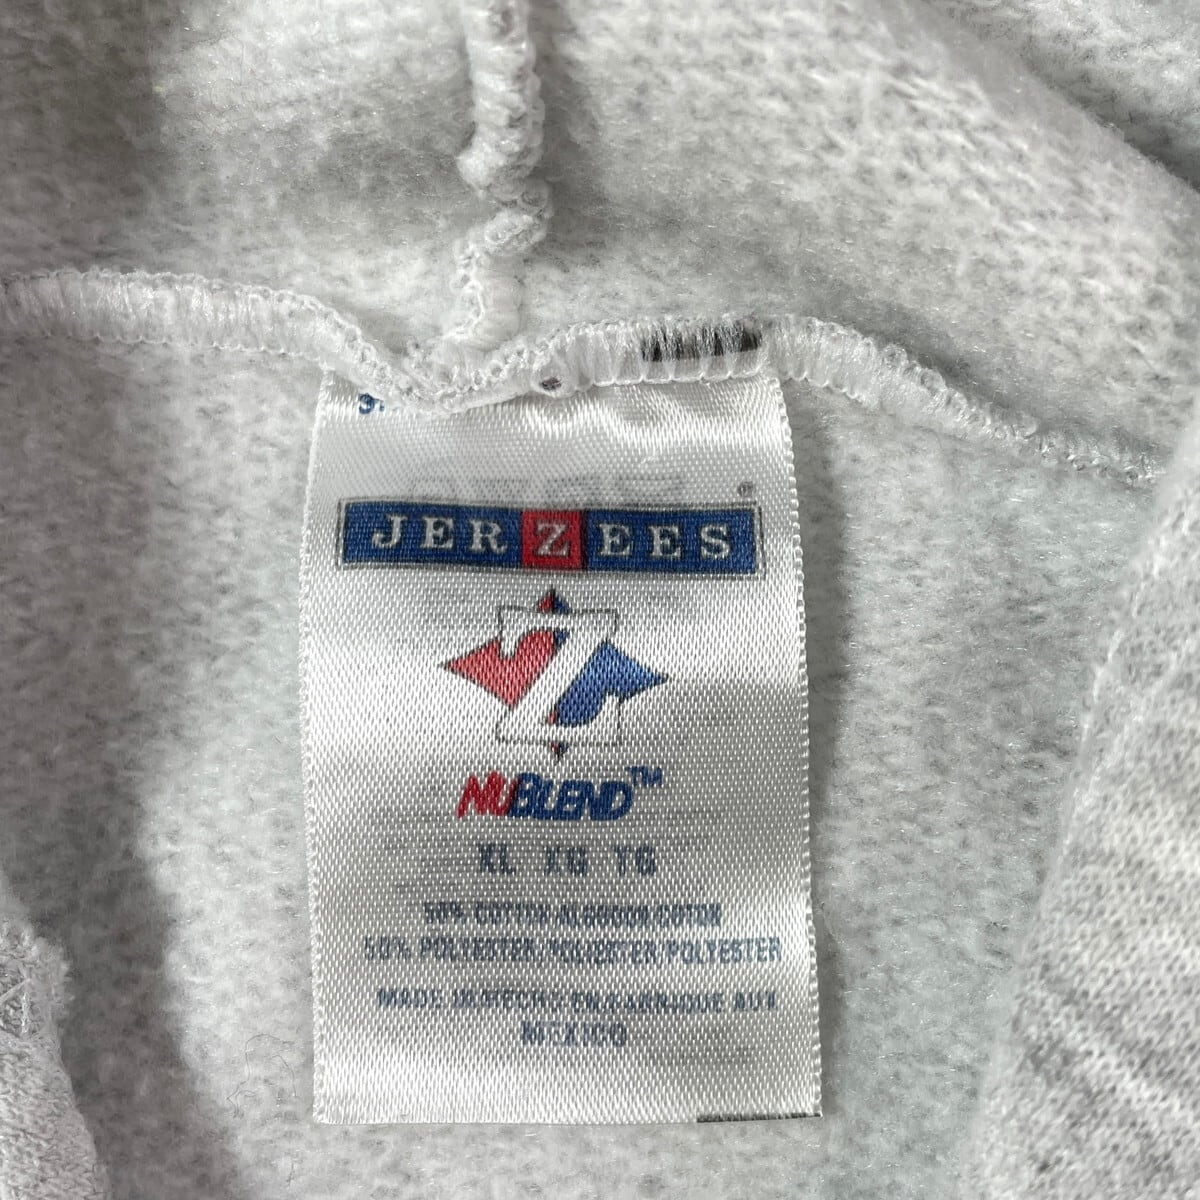 JERZEES®
Z
NUBLEND™
XL XG TG
50% COTTON/ALGODON/COTON
50% POLYESTER/POLIESTER/POLYESTER
MADE IN/HECHO EN/FABRIQUE AUX
MEXICO